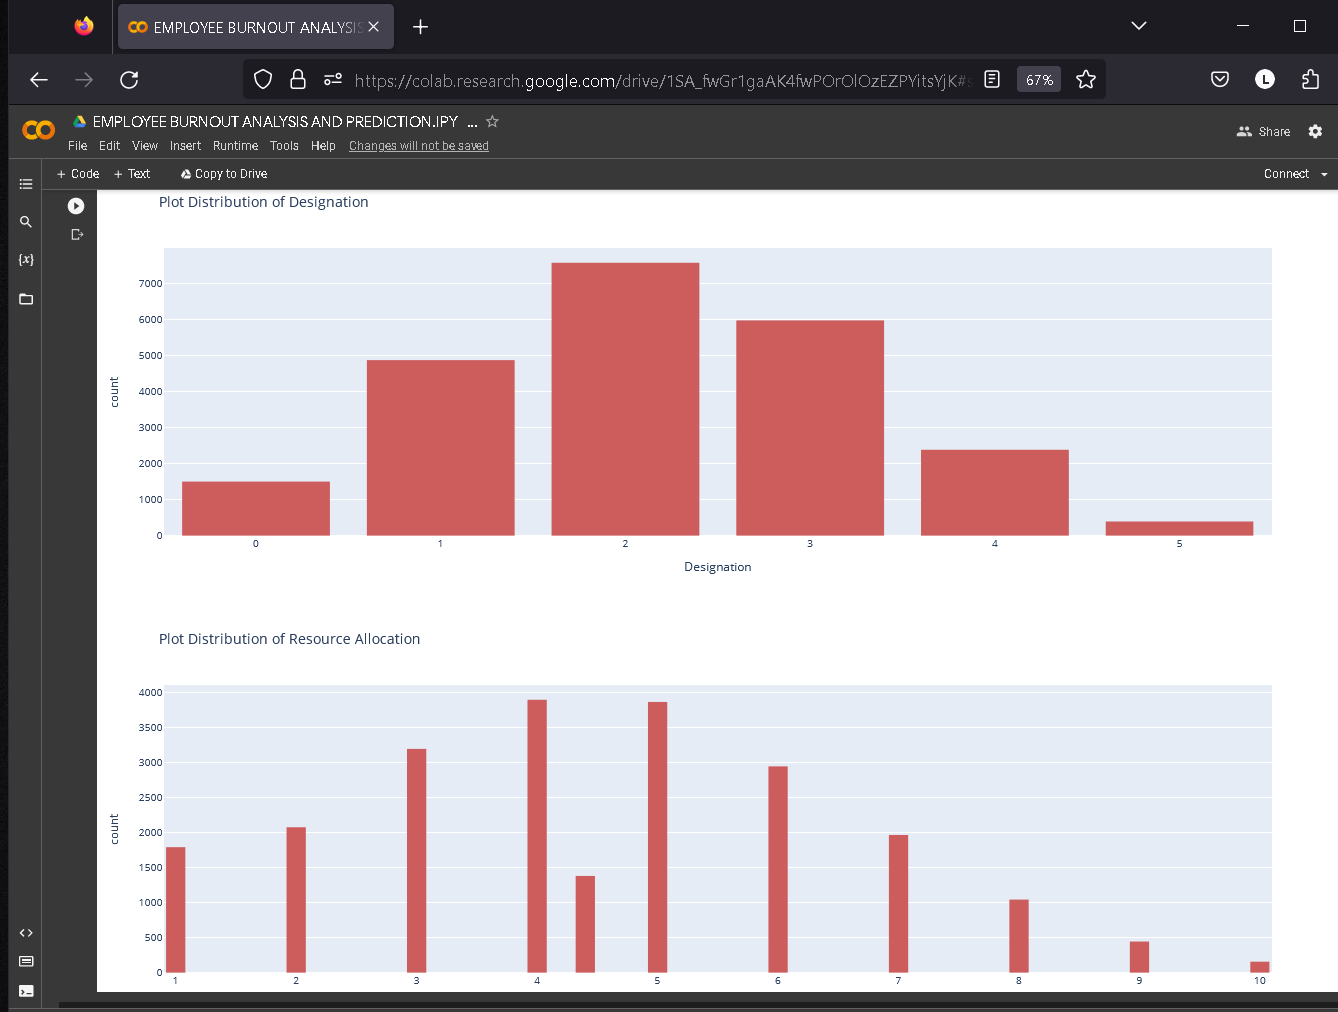 EMPLOYEE BURNOUT ANALYSIS
https://colab.research.google.com/drive/1SA_fwGr1gaAK4fwPOrOlOzEZPYitsYjK#s
67%
L
EMPLOYEE BURNOUT ANALYSIS AND PREDICTION.IPY ...
Share
File Edit View Insert Runtime Tools Help Changes will not be saved
+ Code + Text Copy to Drive
Connect
{x}
Plot Distribution of Designation
7000
6000
5000
4000
3000
2000
1000
0
count
0 1 2 3 4 5
Designation
Plot Distribution of Resource Allocation
4000
3500
3000
2500
2000
1500
1000
500
0
count
1 2 3 4 5 6 7 8 9 10